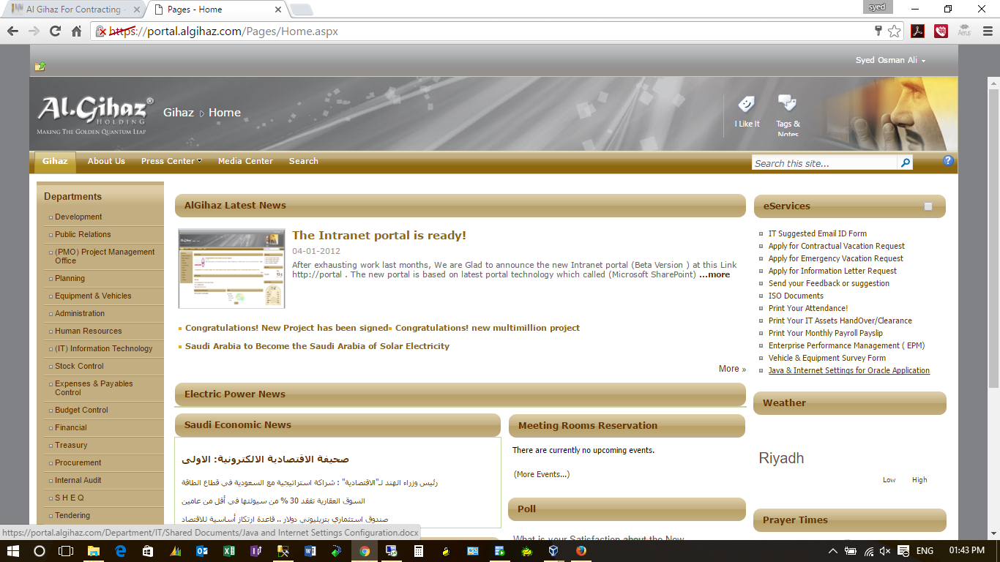 Al Gihaz For Contracting -
Pages - Home
syed
https://portal.algihaz.com/Pages/Home.aspx
Syed Osman Ali
AL.Gihaz®
HOLDING
MAKING THE GOLDEN QUANTUM LEAP
Gihaz Home
I Like It
Tags &
Notes
Gihaz
About Us
Press Center
Media Center
Search
Search this site...
Departments
Development
Public Relations
(PMO) Project Management
Office
Planning
Equipment & Vehicles
Administration
Human Resources
(IT) Information Technology
Stock Control
Expenses & Payables
Control
Budget Control
Financial
Treasury
Procurement
Internal Audit
S H E Q
Tendering
AlGihaz Latest News
The Intranet portal is ready!
04-01-2012
After exhausting work last months, We are Glad to announce the new Intranet portal (Beta Version ) at this Link
http://portal . The new portal is based on latest portal technology which called (Microsoft SharePoint) ...more
Congratulations! New Project has been signed
Congratulations! new multimillion project
Saudi Arabia to Become the Saudi Arabia of Solar Electricity
More »
Electric Power News
Saudi Economic News
صحيفة الاقتصادية الالكترونية: الاولى
رئيس وزراء الهند لـ"الاقتصادية" : شراكة استراتيجية مع السعودية في قطاع الطاقة
السوق العقارية تفقد 30 % من سيولتها في أقل من عامين
صندوق استثماري بتريليوني دولار .. قاعدة ارتكاز أساسية للاقتصاد
Meeting Rooms Reservation
There are currently no upcoming events.
(More Events...)
Poll
What is your Satisfaction about the New
eServices
IT Suggested Email ID Form
Apply for Contractual Vacation Request
Apply for Emergency Vacation Request
Apply for Information Letter Request
Send your Feedback or suggestion
ISO Documents
Print Your Attendance!
Print Your IT Assets HandOver/Clearance
Print Your Monthly Payroll Payslip
Enterprise Performance Management ( EPM)
Vehicle & Equipment Survey Form
Java & Internet Settings for Oracle Application
Weather
Riyadh
Low High
Prayer Times
https://portal.algihaz.com/Department/IT/Shared Documents/Java and Internet Settings Configuration.docx
ENG
01:43 PM